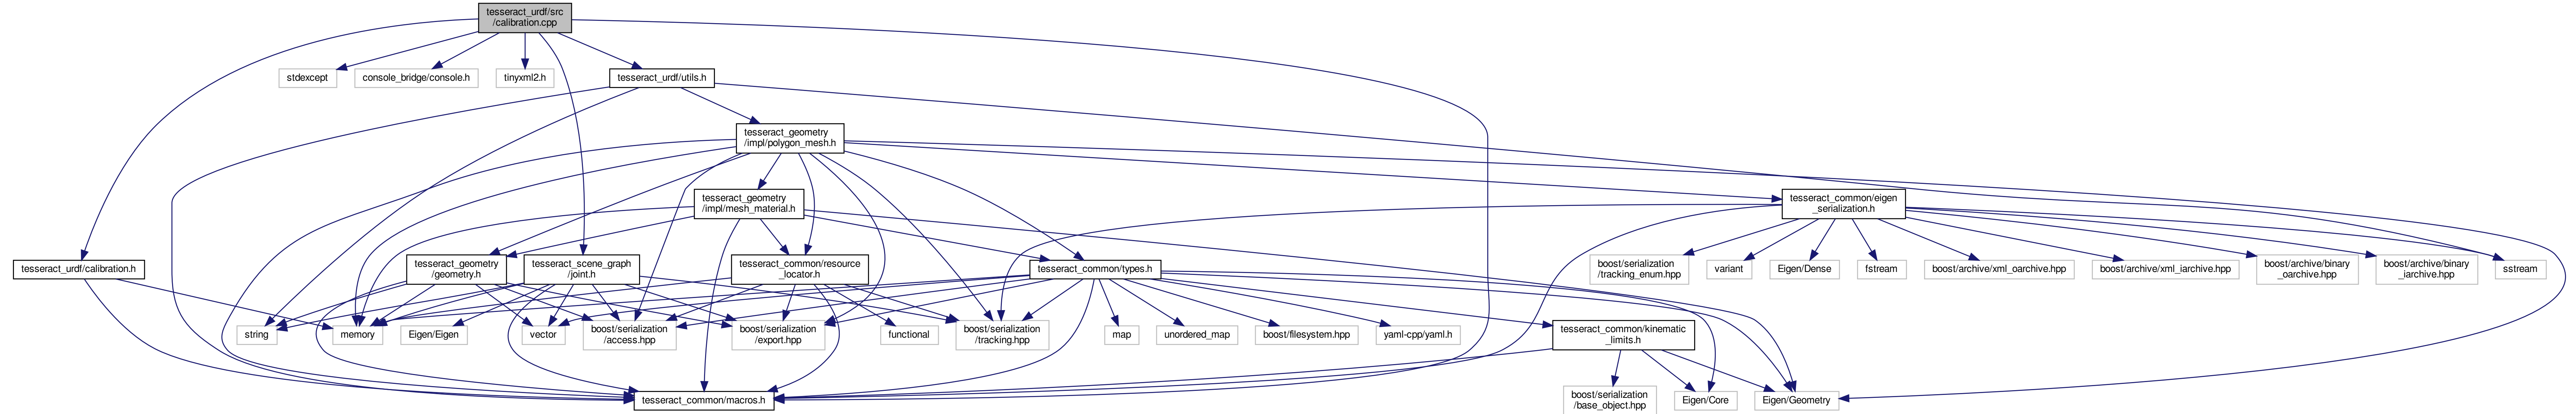 tesseract_urdf/src
/calibration.cpp
stdexcept
console_bridge/console.h
tinyxml2.h
tesseract_urdf/utils.h
tesseract_geometry
/impl/polygon_mesh.h
tesseract_geometry
/impl/mesh_material.h
tesseract_common/eigen
_serialization.h
tesseract_urdf/calibration.h
tesseract_geometry
/geometry.h
tesseract_scene_graph
/joint.h
tesseract_common/resource
_locator.h
tesseract_common/types.h
boost/serialization
/tracking_enum.hpp
variant
Eigen/Dense
fstream
boost/archive/xml_oarchive.hpp
boost/archive/xml_iarchive.hpp
boost/archive/binary
_oarchive.hpp
boost/archive/binary
_iarchive.hpp
sstream
string
memory
Eigen/Eigen
vector
boost/serialization
/access.hpp
boost/serialization
/export.hpp
functional
boost/serialization
/tracking.hpp
map
unordered_map
boost/filesystem.hpp
yaml-cpp/yaml.h
tesseract_common/kinematic
_limits.h
tesseract_common/macros.h
boost/serialization
/base_object.hpp
Eigen/Core
Eigen/Geometry